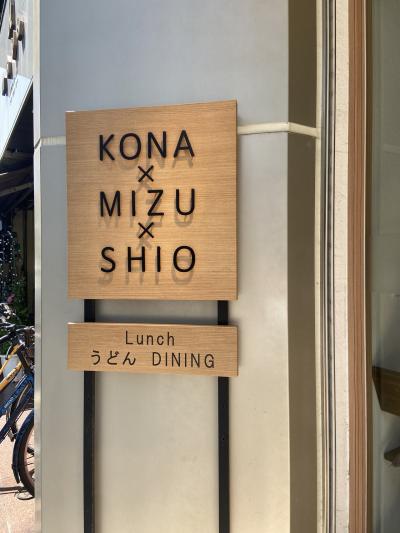 KONA
×
MIZU
×
SHIO
Lunch
うどん DINING